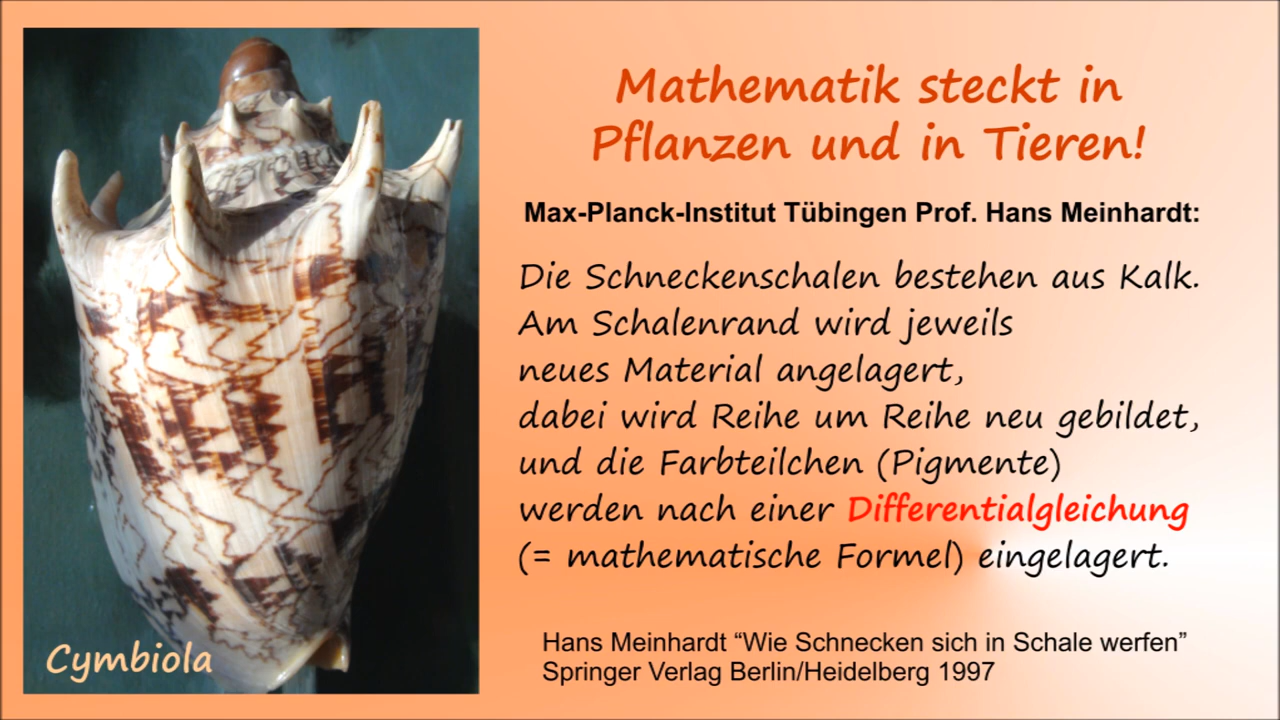 Mathematik steckt in
Pflanzen und in Tieren!
Max-Planck-Institut Tübingen Prof. Hans Meinhardt:
Die Schneckenschalen bestehen aus Kalk.
Am Schalenrand wird jeweils
neues Material angelagert,
dabei wird Reihe um Reihe neu gebildet,
und die Farbteilchen (Pigmente)
werden nach einer Differentialgleichung
(= mathematische Formel) eingelagert.
Hans Meinhardt “Wie Schnecken sich in Schale werfen”
Springer Verlag Berlin/Heidelberg 1997
Cymbiola